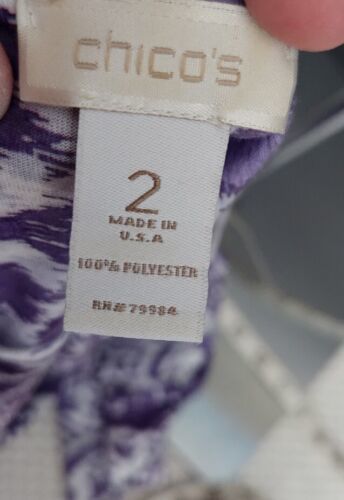 chico's
2
MADE IN
U.S.A
100% POLYESTER
RN#79984